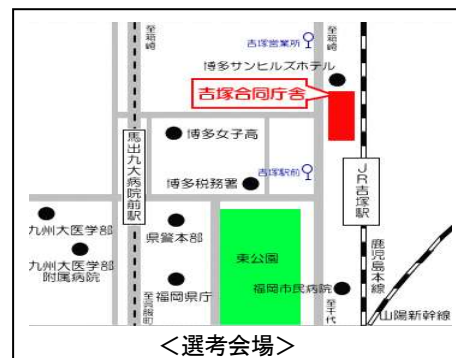 至箱崎
至箱崎
吉塚営業所
博多サンヒルズホテル
吉塚合同庁舎
博多女子高
馬出九大病院前駅
吉塚駅前
JR吉塚駅
博多税務署
九州大医学部
県警本部
九州大医学部
附属病院
東公園
鹿児島本線
福岡県庁
至呉服町
福岡市民病院
至千代
山陽新幹線
＜選考会場＞